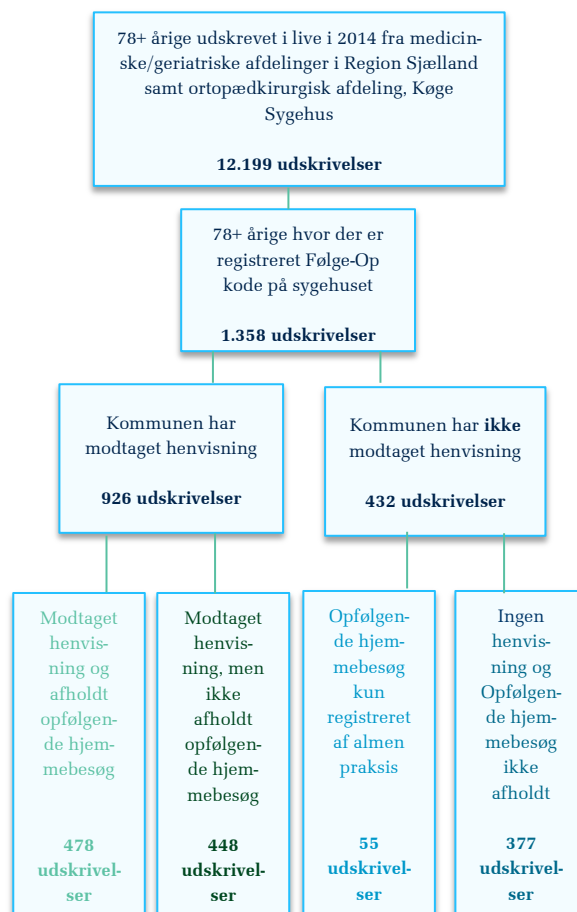 78+ årige udskrevet i live i 2014 fra medicin-
ske/geriatriske afdelinger i Region Sjælland
samt ortopædkirurgisk afdeling, Køge
Sygehus
12.199 udskrivelser
78+ årige hvor der er
registreret Følge-Op
kode på sygehuset
1.358 udskrivelser
Kommunen har
modtaget henvisning
926 udskrivelser
Kommunen har ikke
modtaget henvisning
432 udskrivelser
Modtaget
henvis-
ning og
afholdt
opfølgen-
de hjem-
mebesøg
478
udskrivel-
ser
Modtaget
henvis-
ning, men
ikke
afholdt
opfølgen-
de hjem-
mebesøg
448
udskrivel-
ser
Opfølgen-
de hjem-
mebesøg
kun
registreret
af almen
praksis
55
udskrivel-
ser
Ingen
henvis-
ning og
Opfølgen-
de hjem-
mebesøg
ikke
afholdt
377
udskrivel-
ser